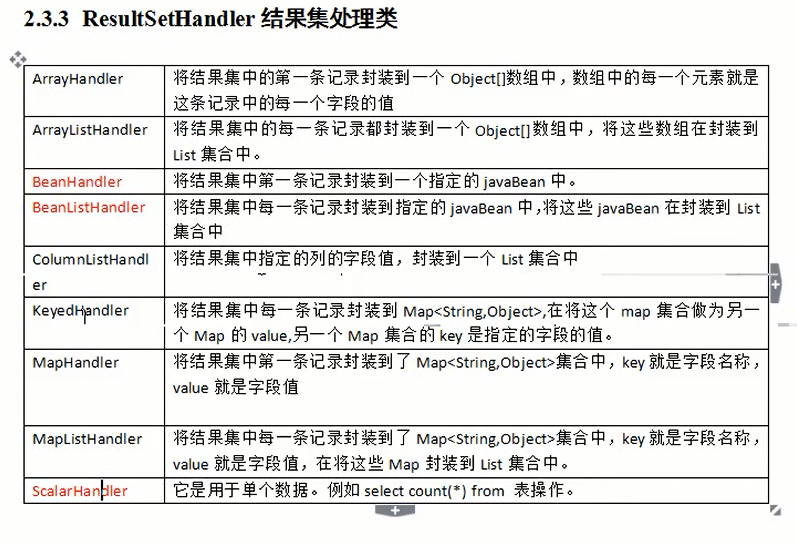 2.3.3 ResultSetHandler 结果集处理类
ArrayHandler
将结果集中的第一条记录封装到一个 Object[]数组中，数组中的每一个元素就是
这条记录中的每一个字段的值
ArrayListHandler
将结果集中的每一条记录都封装到一个 Object[]数组中，将这些数组在封装到
List 集合中。
BeanHandler
将结果集中第一条记录封装到一个指定的 javaBean 中。
BeanListHandler
将结果集中每一条记录封装到指定的 javaBean 中,将这些 javaBean 在封装到 List
集合中
ColumnListHandl
er
将结果集中指定的列的字段值，封装到一个 List 集合中
KeyedHandler
将结果集中每一条记录封装到 Map<String,Object>,在将这个 map 集合做为另一
个 Map 的 value,另一个 Map 集合的 key 是指定的字段的值。
MapHandler
将结果集中第一条记录封装到了 Map<String,Object>集合中，key 就是字段名称，
value 就是字段值
MapListHandler
将结果集中每一条记录封装到了 Map<String,Object>集合中，key 就是字段名称，
value 就是字段值，在将这些 Map 封装到 List 集合中。
ScalarHandler
它是用于单个数据。例如 select count(*) from 表操作。